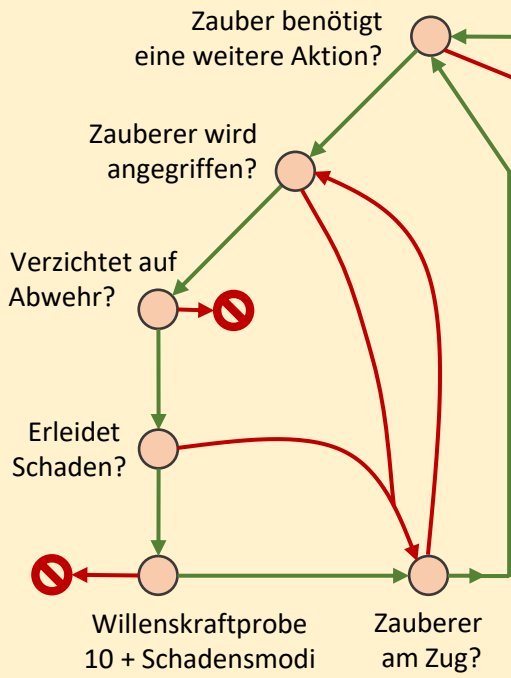 Zauber benötigt
eine weitere Aktion?
Zauberer wird
angegriffen?
Verzichtet auf
Abwehr?
Erleidet
Schaden?
Willenskraftprobe
10 + Schadensmodi
Zauberer
am Zug?